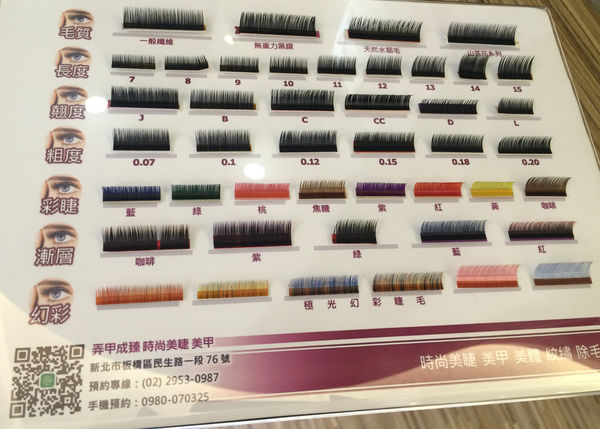 毛質
一般纖維 無重力黑鑽 天然水貂毛 山茶花系列
長度
7 8 9 10 11 12 13 14 15
翹度
J B C CC D L
粗度
0.07 0.1 0.12 0.15 0.18 0.20
彩睫
藍 綠 桃 焦糖 紫 紅 黃 咖啡
漸層
咖啡 紫 綠 藍 紅
幻彩
極光幻彩睫毛
弄甲成臻 時尚美睫 美甲
新北市板橋區民生路一段 76 號
預約專線：(02) 2953-0987
手機預約：0980-070325
時尚美睫 美甲 美體 紋繡 除毛